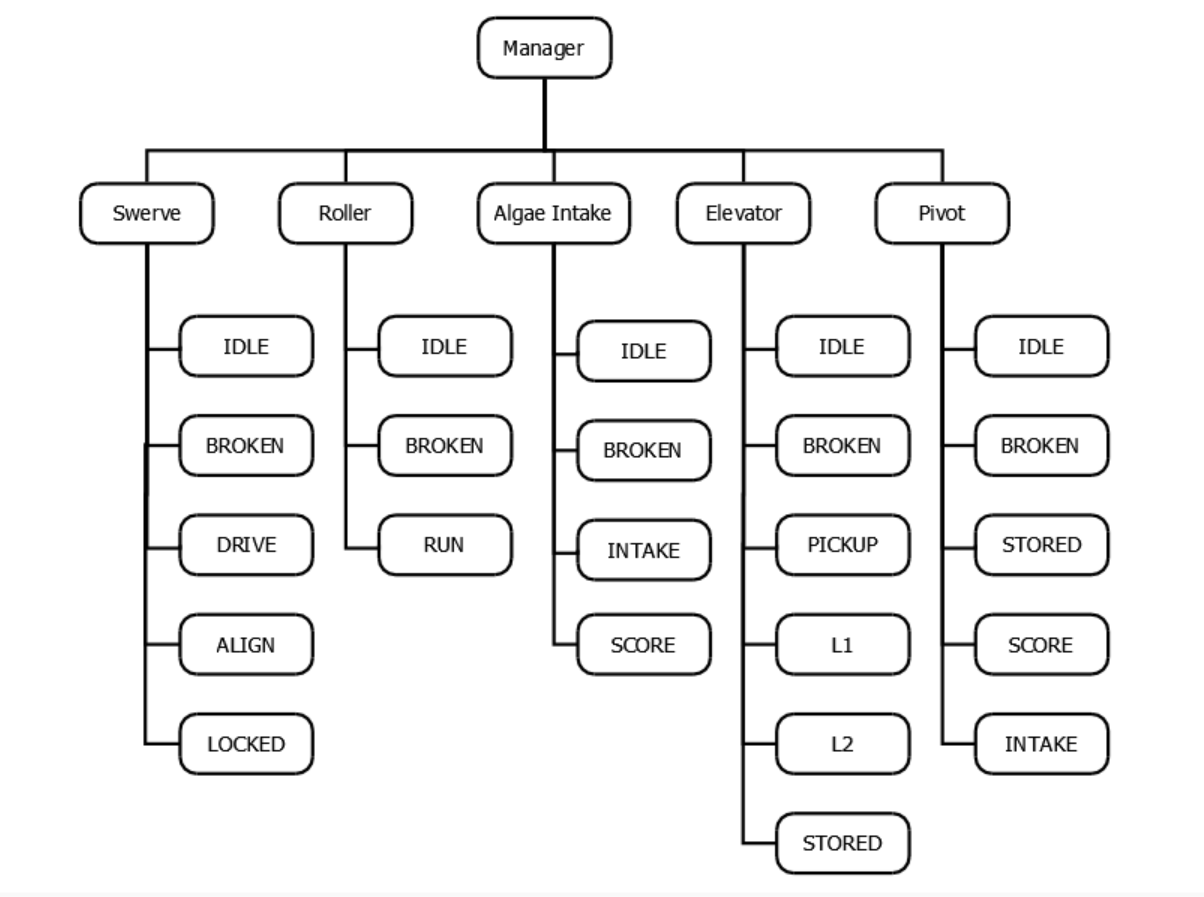 Manager
Swerve
Roller
Algae Intake
Elevator
Pivot
IDLE
BROKEN
DRIVE
ALIGN
LOCKED
IDLE
BROKEN
RUN
IDLE
BROKEN
INTAKE
SCORE
IDLE
BROKEN
PICKUP
L1
L2
STORED
IDLE
BROKEN
STORED
SCORE
INTAKE